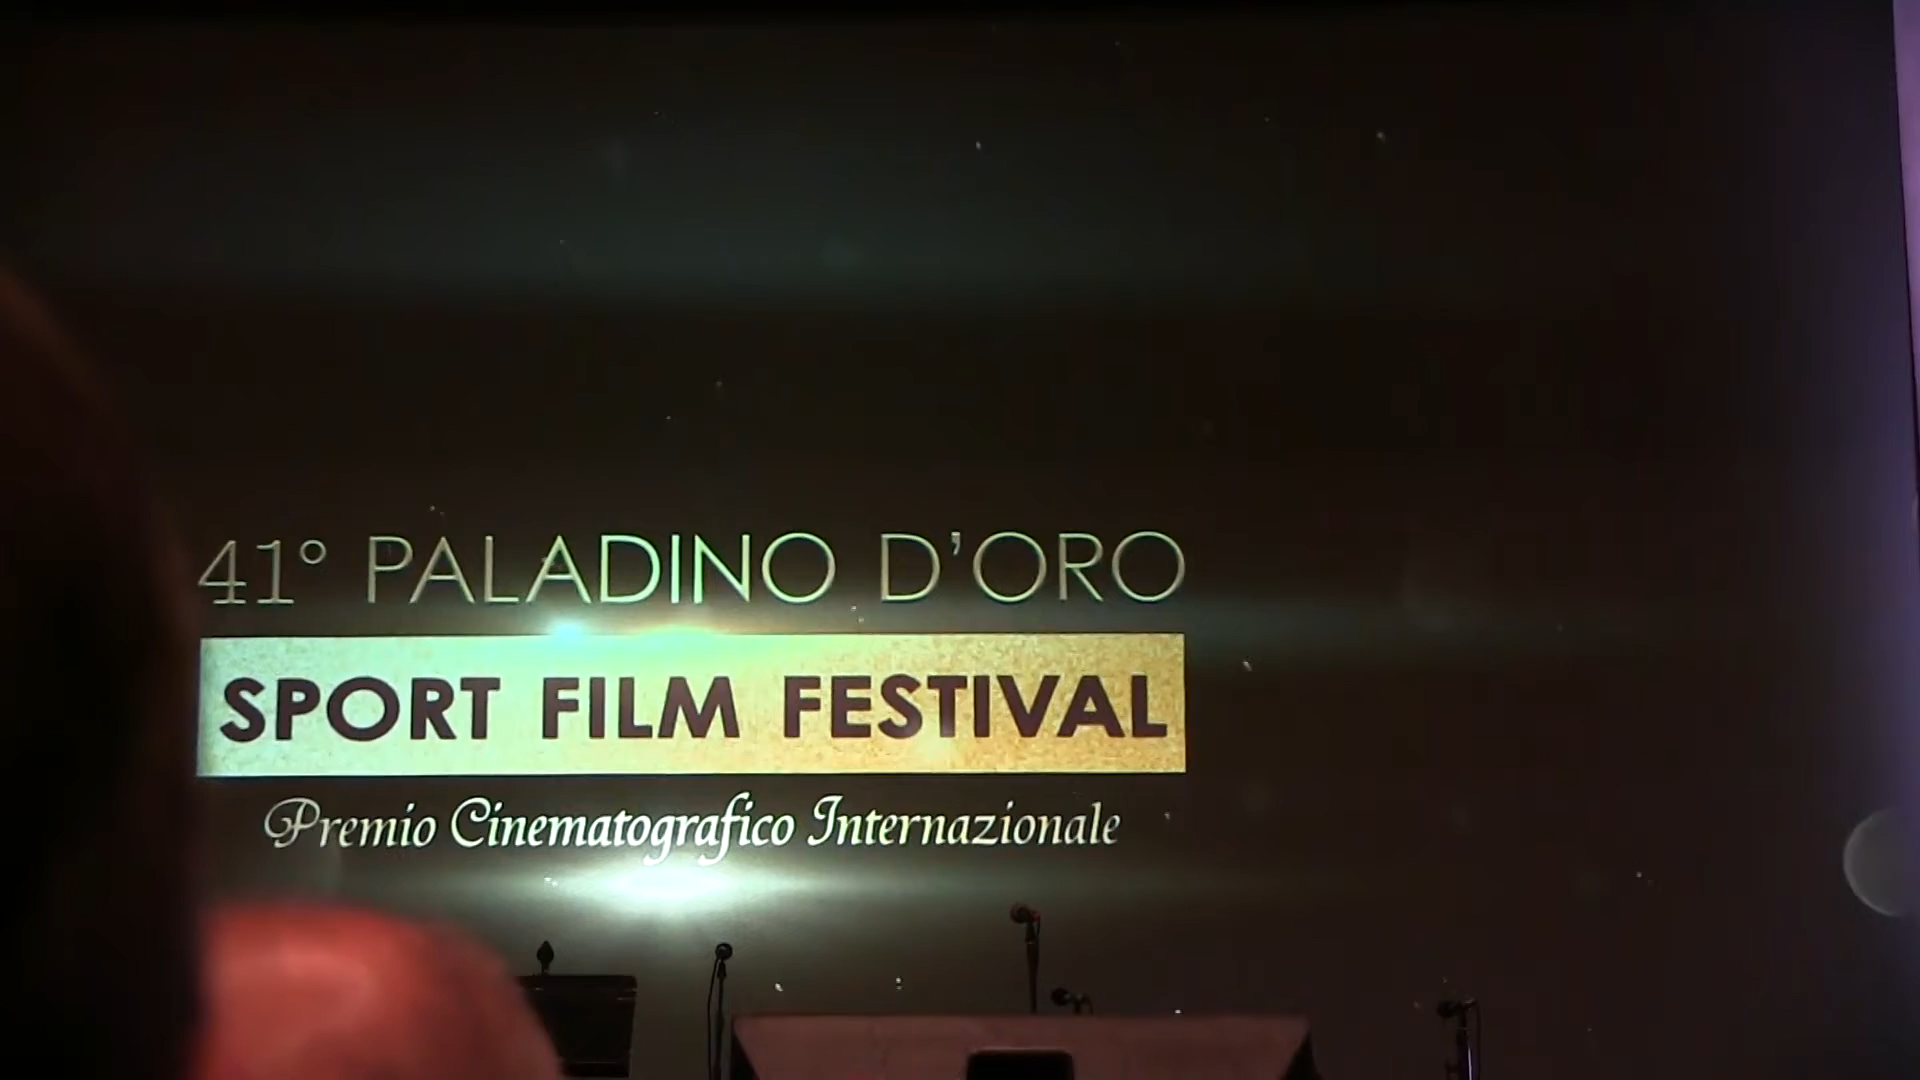 41° PALADINO D'ORO
SPORT FILM FESTIVAL
Premio Cinematografico Internazionale